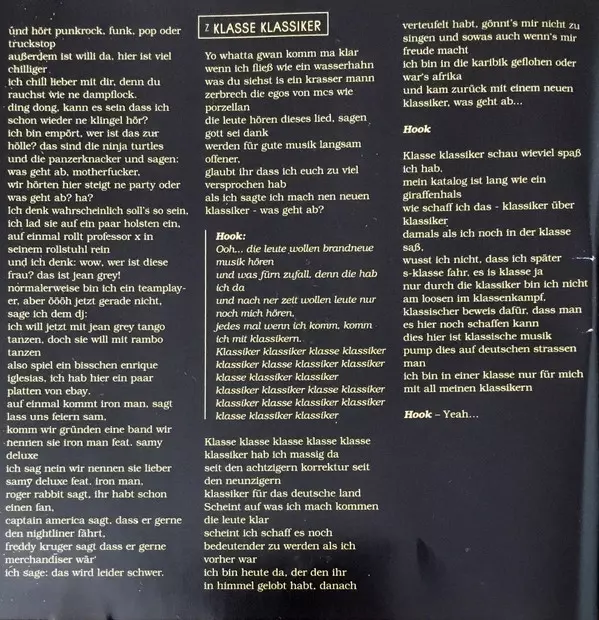 und hört punkrock, funk, pop oder
truckstop
außerdem ist willi da, hier ist viel
chilliger
ich chill lieber mit dir, denn du
rauchst wie ne dampflock.
ding dong, kann es sein dass ich
schon wieder ne klingel hör?
ich bin empört, wer ist das zur
hölle? das sind die ninja turtles
und die panzerknacker und sagen:
was geht ab, motherfucker,
wir hörten hier steigt ne party oder
was geht ab? ha?
Ich denk wahrscheinlich soll's so sein,
ich lad sie auf ein paar holsten ein,
auf einmal rollt professor x in
seinem rollstuhl rein
und ich denk: wow, wer ist diese
frau? das ist jean grey!
normalerweise bin ich ein teamplay-
er, aber öööh jetzt gerade nicht,
sage ich dem dj:
ich will jetzt mit jean grey tango
tanzen, doch sie will mit rambo
tanzen
also spiel ein bisschen enrique
iglesias, ich hab hier ein paar
platten von ebay.
auf einmal kommt iron man, sagt
lass uns feiern sam,
komm wir gründen eine band wir
nennen sie iron man feat. samy
deluxe
ich sag nein wir nennen sie lieber
samy deluxe feat. iron man,
roger rabbit sagt, ihr habt schon
einen fan,
captain america sagt, dass er gerne
den nightliner fährt,
freddy kruger sagt dass er gerne
merchandiser wär'
ich sage: das wird leider schwer.
7 KLASSE KLASSIKER
Yo whatta gwan komm ma klar
wenn ich fließ wie ein wasserhahn
was du siehst is ein krasser mann
zerbrech die egos von mcs wie
porzellan
die leute hören dieses lied, sagen
gott sei dank
werden für gute musik langsam
offener,
glaubt ihr dass ich euch zu viel
versprochen hab
als ich sagte ich mach nen neuen
klassiker - was geht ab?
Hook:
Ooh... die leute wollen brandneue
musik hören
und was fürn zufall, denn die hab
ich da
und nach ner zeit wollen leute nur
noch mich hören,
jedes mal wenn ich komm, komm
ich mit klassikern.
Klassiker klassiker klasse klassiker
klassiker klassiker klasse klassiker
klasse klassiker klassiker
klassiker klassiker klasse klassiker
klassiker klassiker klasse klassiker
klasse klassiker klassiker
Klasse klasse klasse klasse klasse
klassiker hab ich massig da
seit den achtzigern korrektur seit
den neunzigern
klassiker für das deutsche land
Scheint auf was ich mach kommen
die leute klar
scheint ich schaff es noch
bedeutender zu werden als ich
vorher war
ich bin heute da, der den ihr
in himmel gelobt habt, danach
verteufelt habt, gönnt's mir nicht zu
singen und sowas auch wenn's mir
freude macht
ich bin in die karibik geflohen oder
war's afrika
und kam zurück mit einem neuen
klassiker, was geht ab...
Hook
Klasse klassiker schau wieviel spaß
ich hab,
mein katalog ist lang wie ein
giraffenhals
wie schaff ich das - klassiker über
klassiker
damals als ich noch in der klasse
saß,
wusst ich nicht, dass ich später
s-klasse fahr, es is klasse ja
nur durch die klassiker bin ich nicht
am loosen im klassenkampf,
klassischer beweis dafür, dass man
es hier noch schaffen kann
dies hier ist klassische musik
pump dies auf deutschen strassen
man
ich bin in einer klasse nur für mich
mit all meinen klassikern
Hook – Yeah...